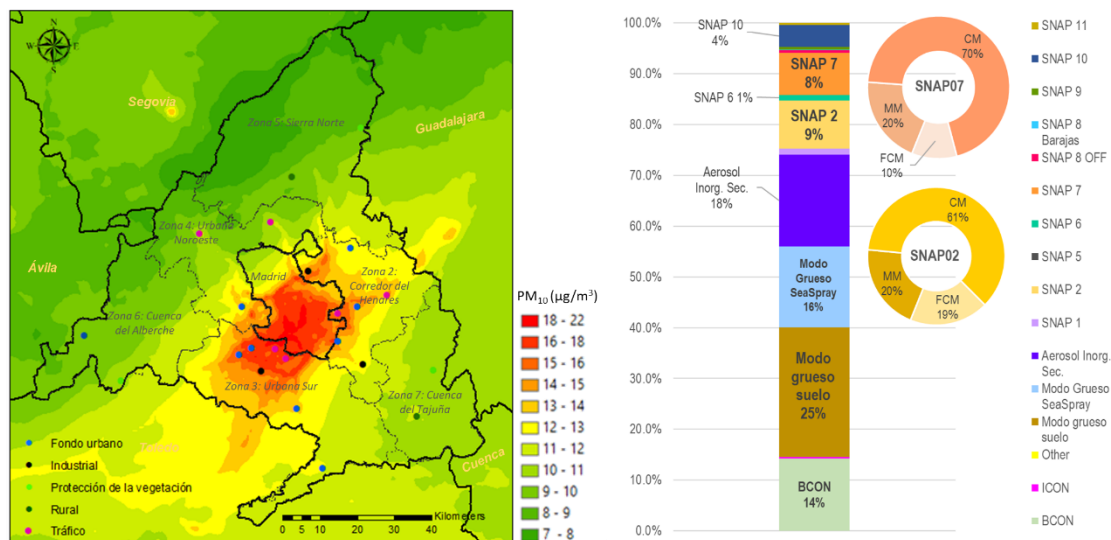 N
W
E
S
Segovia
Zona 5: Sierra Norte
Guadalajara
Zona 4: Urbana
Noroeste
Ávila
Madrid
Zona 2:
Corredor del
Henares
Zona 6: Cuenca
del Alberche
Zona 3: Urbana Sur
Zona 7: Cuenca
del Tajuña
Toledo
Cuenca
Fondo urbano
Industrial
Protección de la vegetación
Rural
Tráfico
Kilometers
0 5 10 20 30 40
PM10 (µg/m³)
18 - 22
16 - 18
15 - 16
14 - 15
13 - 14
12 - 13
11 - 12
10 - 11
9 - 10
8 - 9
7 - 8
100.0%
90.0%
80.0%
70.0%
60.0%
50.0%
40.0%
30.0%
20.0%
10.0%
0.0%
SNAP 10
4%
SNAP 7
8%
SNAP 6 1%
SNAP 2
9%
Aerosol
Inorg. Sec.
18%
Modo
Grueso
SeaSpray
16%
Modo
grueso
suelo
25%
BCON
14%
CM
70%
SNAP07
MM
20%
FCM
10%
CM
61%
SNAP02
MM
20%
FCM
19%
SNAP 11
SNAP 10
SNAP 9
SNAP 8
Barajas
SNAP 8 OFF
SNAP 7
SNAP 6
SNAP 5
SNAP 2
SNAP 1
Aerosol Inorg.
Sec.
Modo Grueso
SeaSpray
Modo grueso
suelo
Other
ICON
BCON